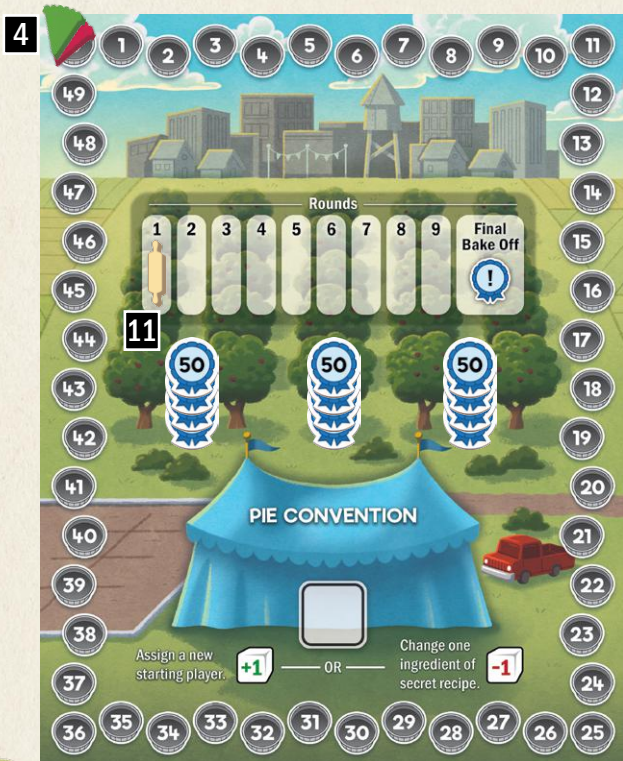 4
1 2 3 4 5 6 7 8 9 10 11
49 12
48 13
47 14
Rounds
1 2 3 4 5 6 7 8 9 Final
Bake Off
46 15
!
45 16
11
44 17
50 50 50
43 18
42 19
41 20
PIE CONVENTION
40 21
39 22
38 23
Assign a new
starting player.
+1
OR
Change one
ingredient of
secret recipe.
-1
37 24
36 35 34 33 32 31 30 29 28 27 26 25